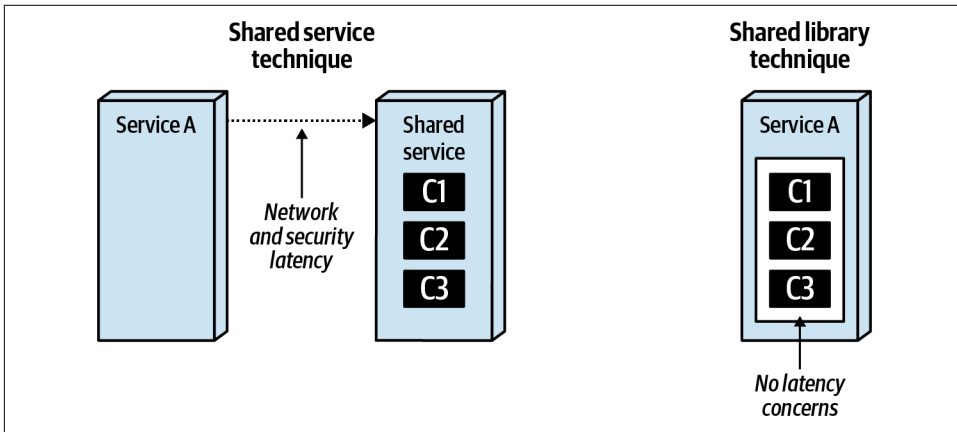 Shared service
technique
Service A
Network
and security
latency
Shared
service
C1
C2
C3
Shared library
technique
Service A
C1
C2
C3
No latency
concerns